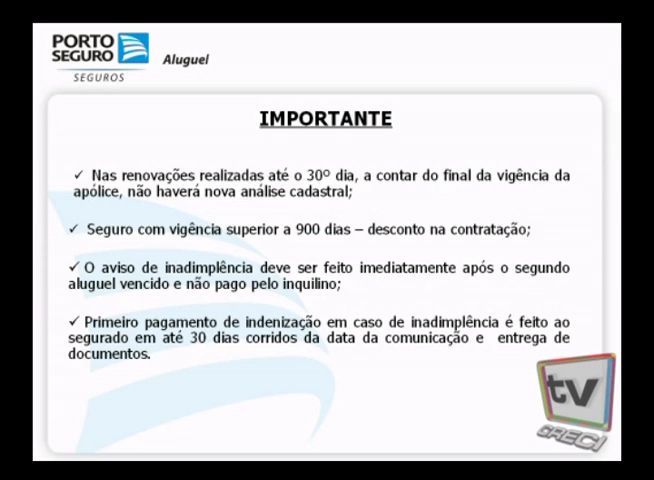 PORTO
SEGURO
SEGUROS
Aluguel
IMPORTANTE
✓ Nas renovações realizadas até o 30º dia, a contar do final da vigência da
apólice, não haverá nova análise cadastral;
✓ Seguro com vigência superior a 900 dias – desconto na contratação;
✓ O aviso de inadimplência deve ser feito imediatamente após o segundo
aluguel vencido e não pago pelo inquilino;
✓ Primeiro pagamento de indenização em caso de inadimplência é feito ao
segurado em até 30 dias corridos da data da comunicação e entrega de
documentos.
tv
CRECI